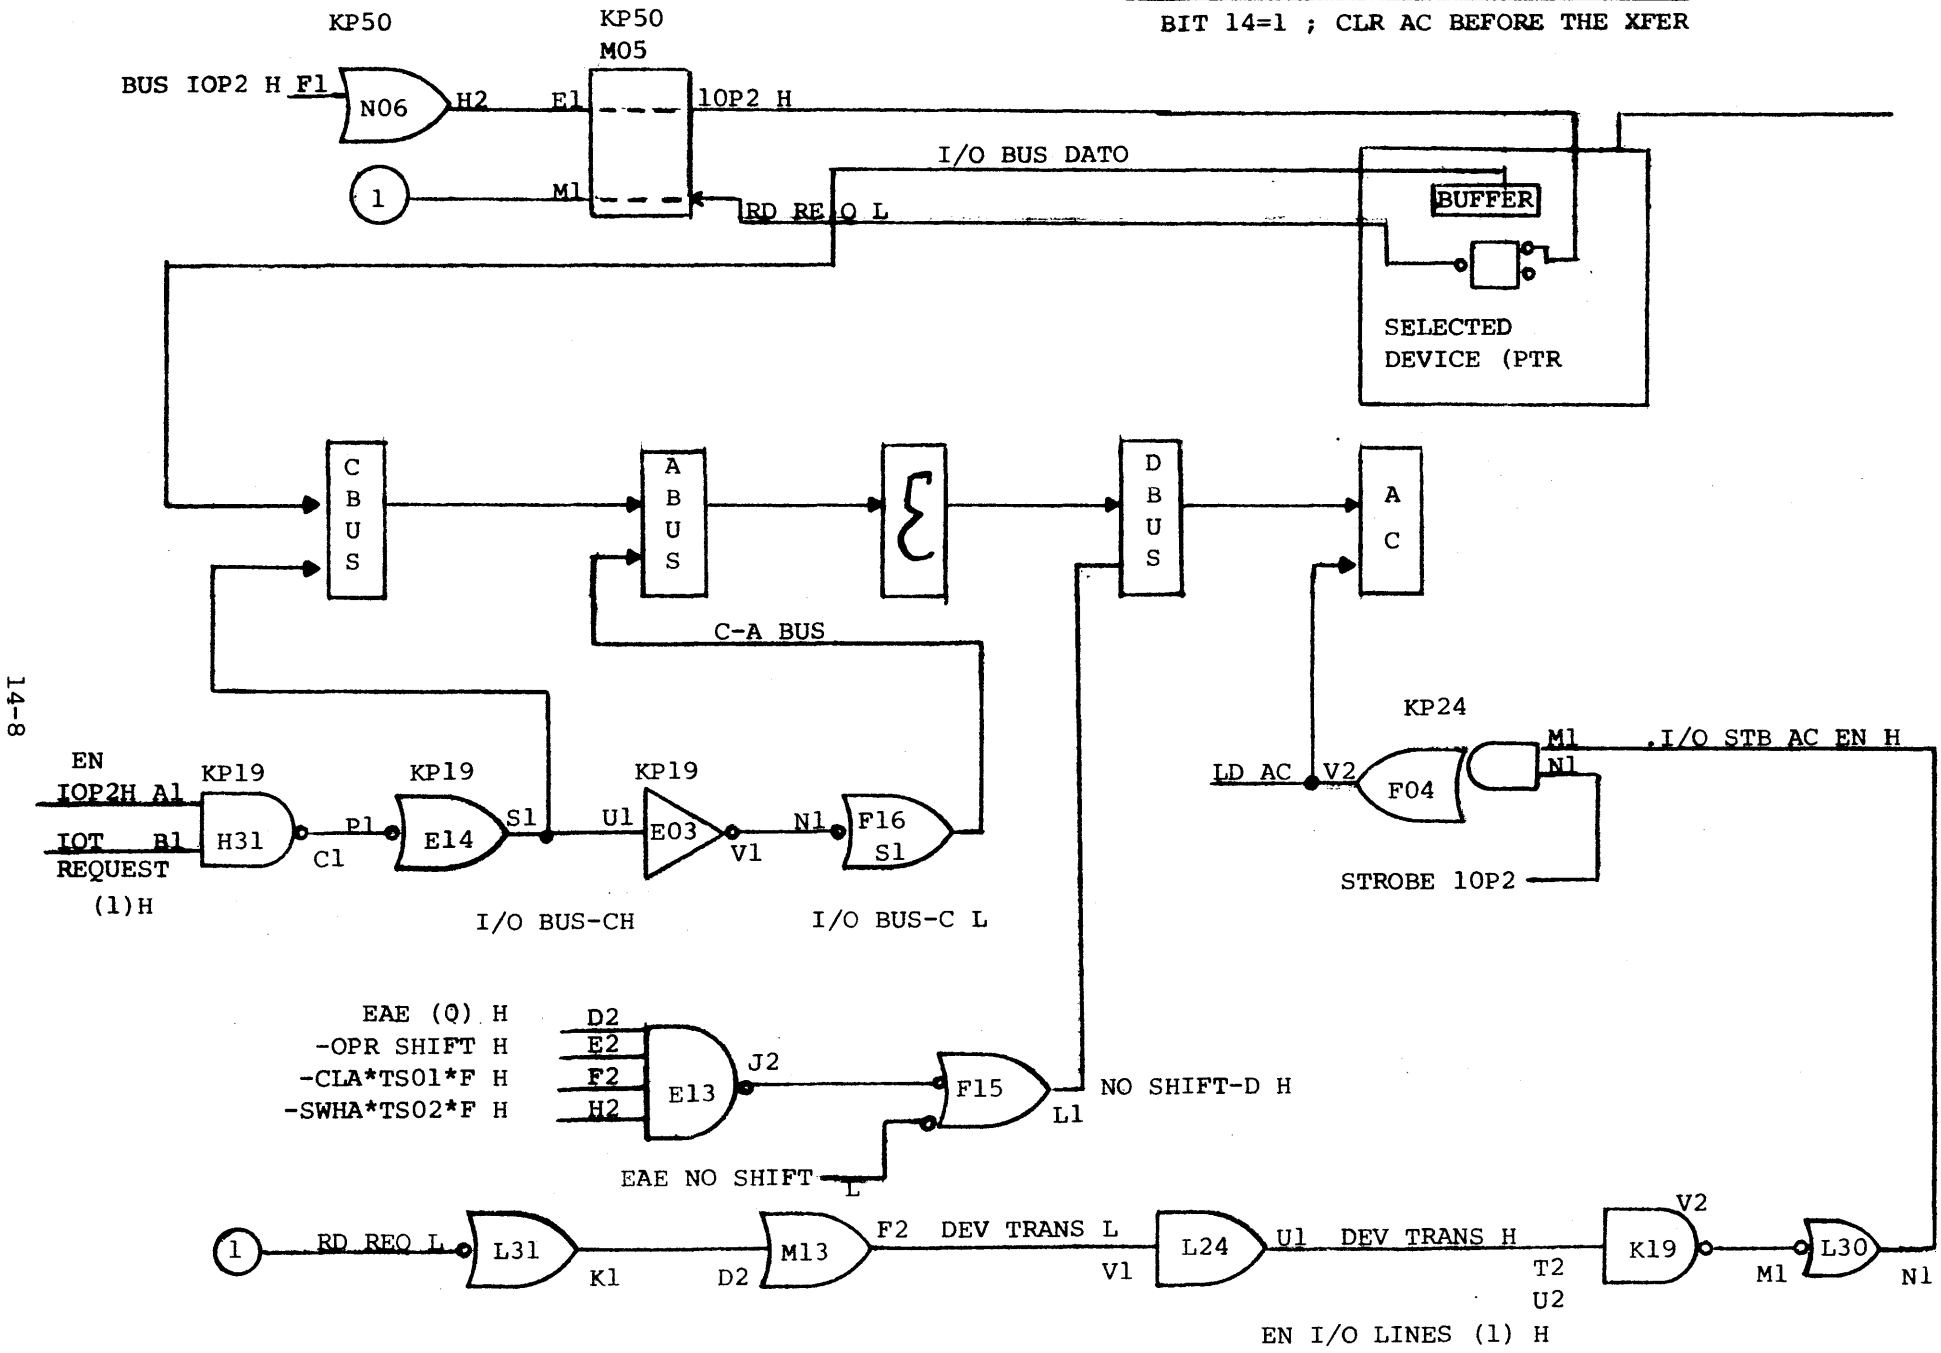 KP50
KP50
M05
BIT 14=1 ; CLR AC BEFORE THE XFER
BUS IOP2 H F1
N06
H2
E1
1OP2 H
I/O BUS DATO
1
M1
RD REQ L
BUFFER
SELECTED
DEVICE (PTR
C
B
U
S
A
B
U
S
Ɛ
D
B
U
S
A
C
C-A BUS
14-8
KP24
M1
.I/O STB AC EN H
N1
LD AC
V2
F04
STROBE 1OP2
EN
IOP2H A1
IOT B1
REQUEST
(1)H
KP19
H31
C1
P1
KP19
E14
S1
U1
KP19
E03
V1
N1
F16
S1
I/O BUS-CH
I/O BUS-C L
EAE (Q) H
-OPR SHIFT H
-CLA*TS01*F H
-SWHA*TS02*F H
D2
E2
F2
H2
E13
J2
F15
L1
NO SHIFT-D H
EAE NO SHIFT
L
1
RD REQ L
L31
K1
D2
M13
F2
DEV TRANS L
V1
L24
U1
DEV TRANS H
T2
U2
EN I/O LINES (1) H
V2
K19
M1
L30
N1